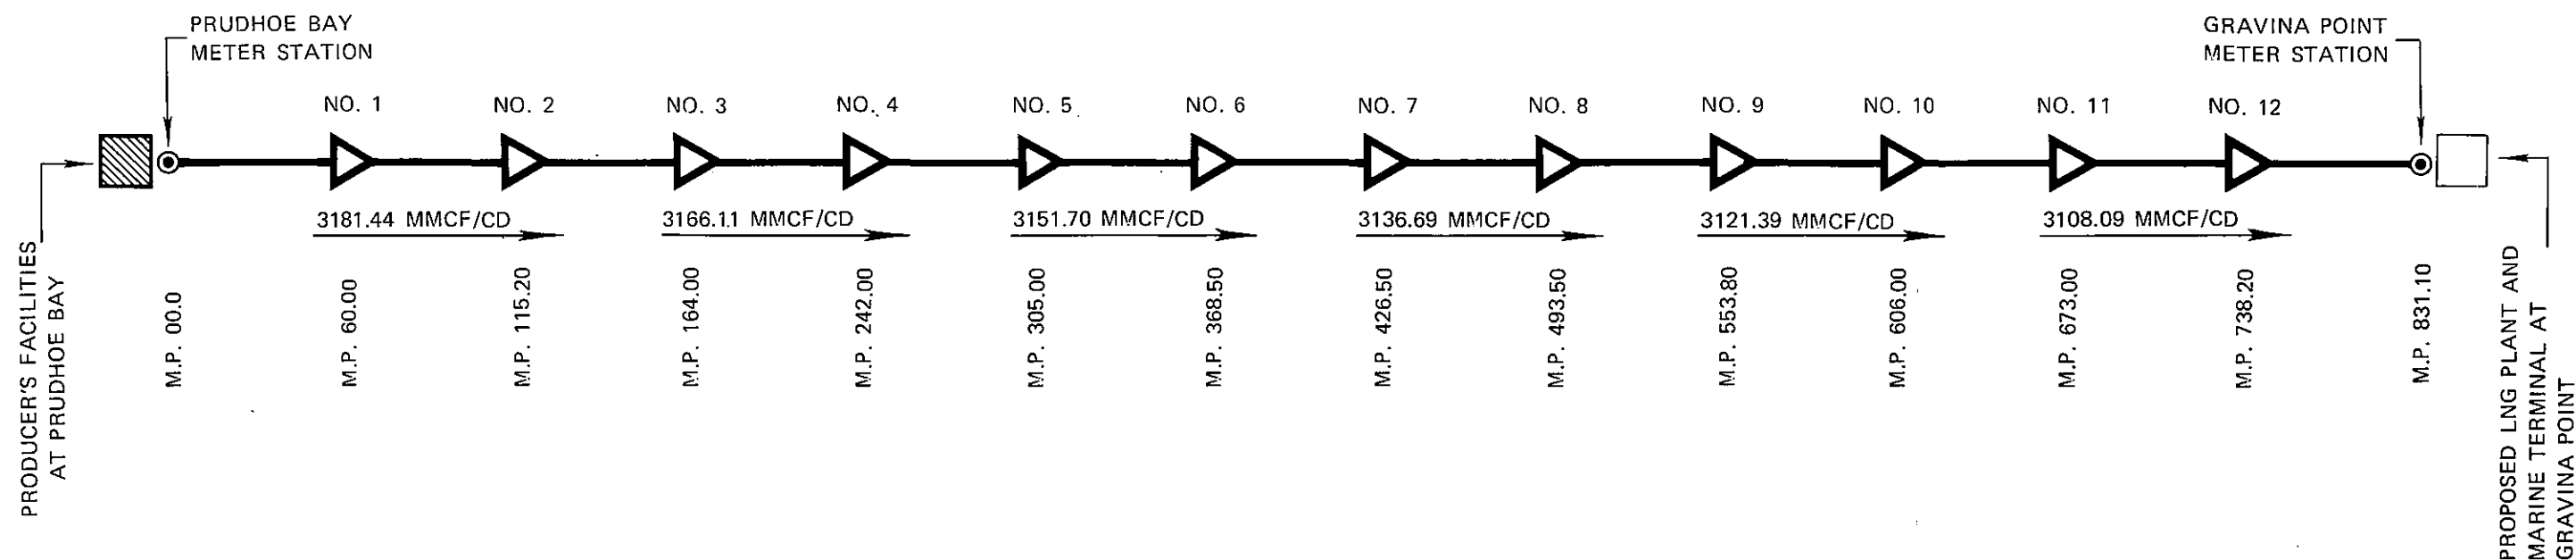 PRUDHOE BAY
METER STATION
GRAVINA POINT
METER STATION
NO. 1
NO. 2
NO. 3
NO. 4
NO. 5
NO. 6
NO. 7
NO. 8
NO. 9
NO. 10
NO. 11
NO. 12
3181.44 MMCF/CD
3166.11 MMCF/CD
3151.70 MMCF/CD
3136.69 MMCF/CD
3121.39 MMCF/CD
3108.09 MMCF/CD
PRODUCER'S FACILITIES
AT PRUDHOE BAY
M.P. 00.0
M.P. 60.00
M.P. 115.20
M.P. 164.00
M.P. 242.00
M.P. 305.00
M.P. 368.50
M.P. 426.50
M.P. 493.50
M.P. 553.80
M.P. 606.00
M.P. 673.00
M.P. 738.20
M.P. 831.10
PROPOSED LNG PLANT AND
MARINE TERMINAL AT
GRAVINA POINT